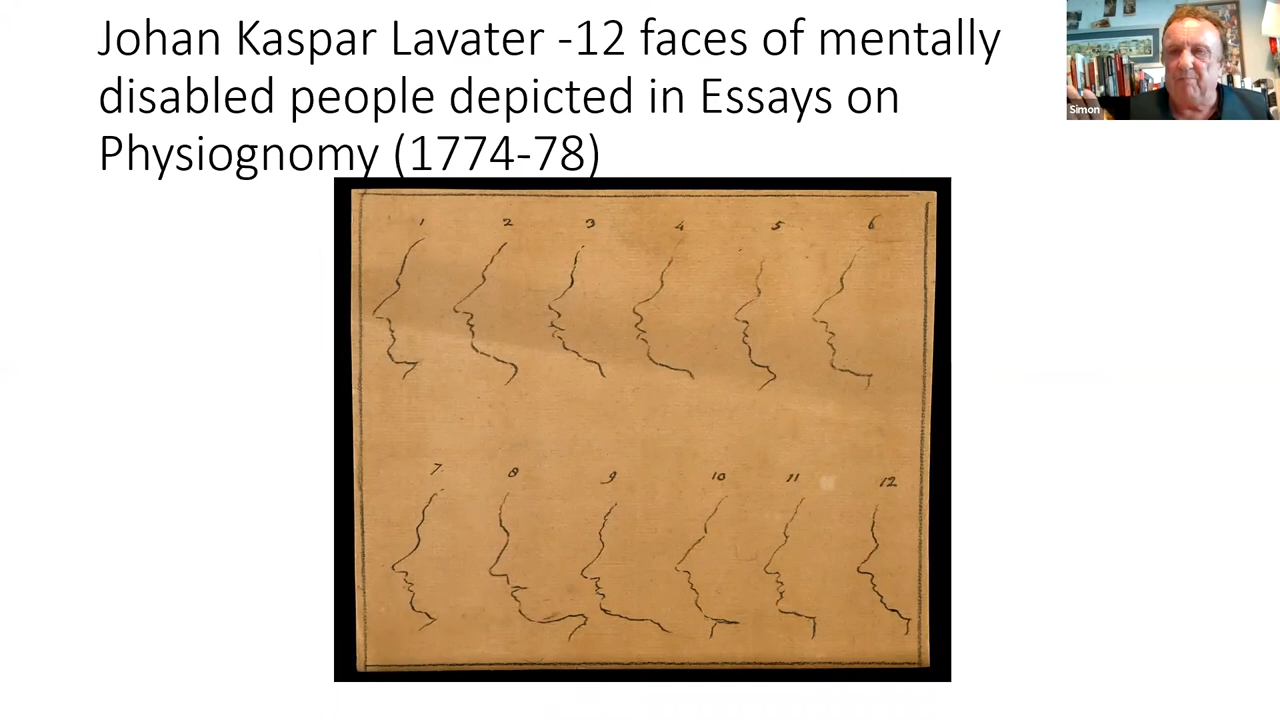 Johan Kaspar Lavater -12 faces of mentally
disabled people depicted in Essays on
Physiognomy (1774-78)
Simon
1 2 3 4 5 6
7 8 9 10 11 12